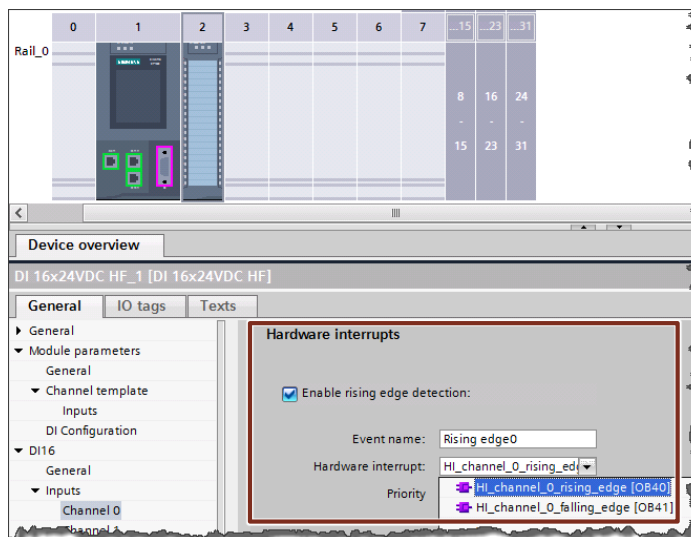 0 1 2 3 4 5 6 7 ...15 ...23 ...31
Rail_0
SIEMENS
8 16 24
- - -
15 23 31
Device overview
DI 16x24VDC HF_1 [DI 16x24VDC HF]
General IO tags Texts
General
Module parameters
General
Channel template
Inputs
DI Configuration
DI16
General
Inputs
Channel 0
Channel 1
Hardware interrupts
Enable rising edge detection:
Event name: Rising edge0
Hardware interrupt: HI_channel_0_rising_ed
Priority
HI_channel_0_rising_edge [OB40]
HI_channel_0_falling_edge [OB41]